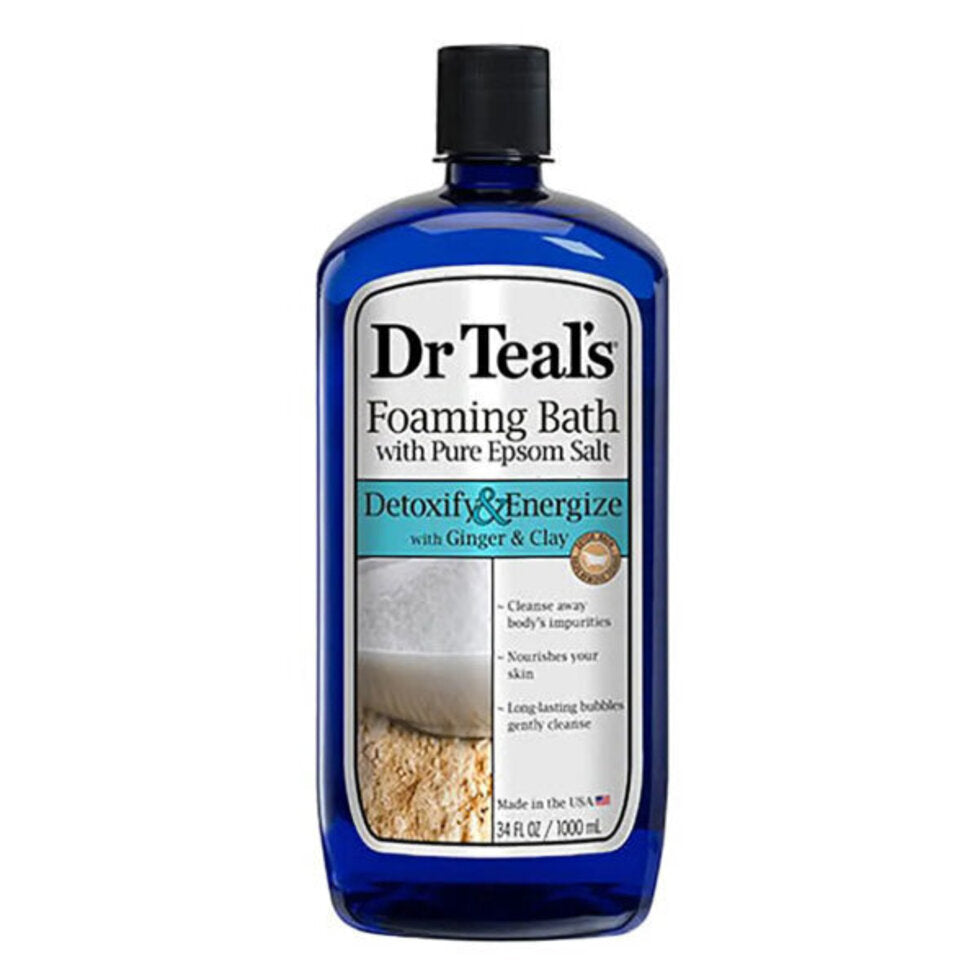 Dr Teal's®
Foaming Bath
with Pure Epsom Salt
Detoxify & Energize
with Ginger & Clay
~ Cleanse away
body's impurities
~ Nourishes your
skin
~ Long-lasting bubbles
gently cleanse
Made in the USA
34 FL OZ / 1000 mL